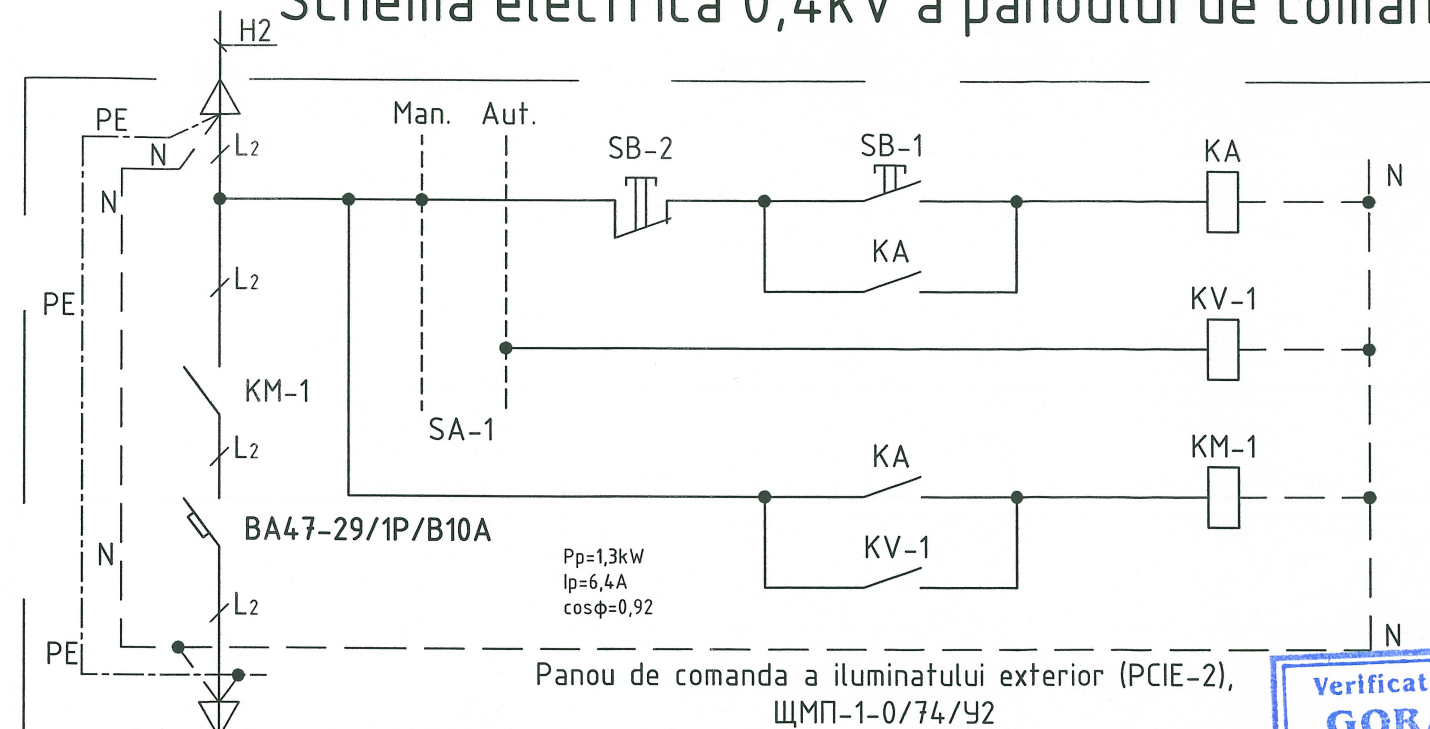 Schema electrica 0,4kV a panoului de coman
H2
PE
N
L2
Man.
Aut.
SB-2
SB-1
KA
N
N
KA
L2
PE
KV-1
KM-1
SA-1
L2
KA
KM-1
BA47-29/1P/B10A
N
Pp=1,3kW
Ip=6,4A
cosφ=0,92
KV-1
L2
N
PE
Panou de comanda a iluminatului exterior (PCIE-2),
ЩМП-1-0/74/У2
Verificat
GOR